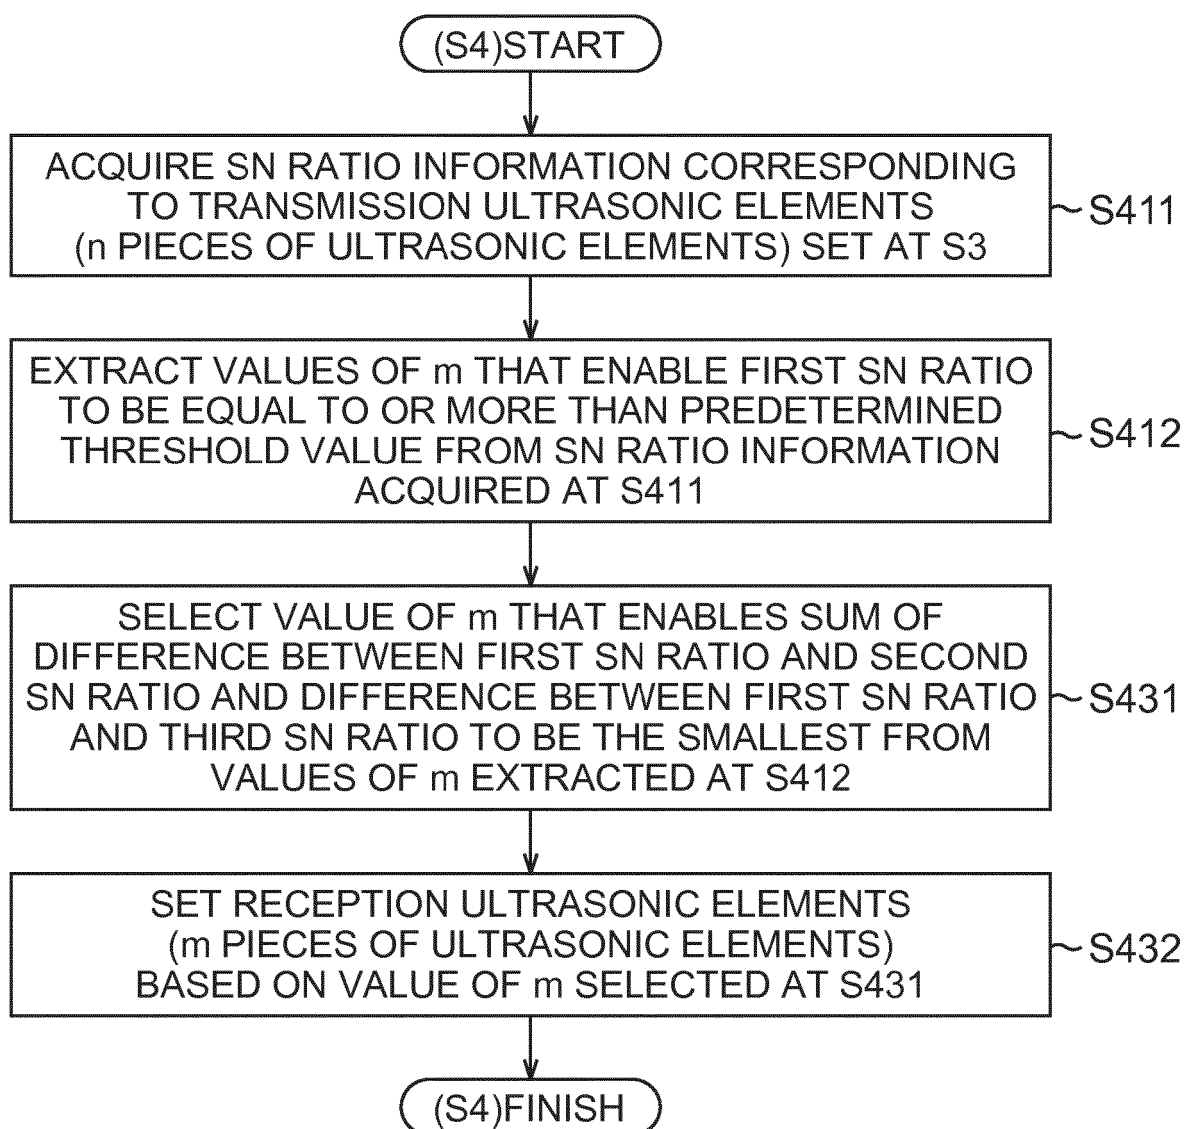 (S4)START
ACQUIRE SN RATIO INFORMATION CORRESPONDING
TO TRANSMISSION ULTRASONIC ELEMENTS
(n PIECES OF ULTRASONIC ELEMENTS) SET AT S3
S411
EXTRACT VALUES OF m THAT ENABLE FIRST SN RATIO
TO BE EQUAL TO OR MORE THAN PREDETERMINED
THRESHOLD VALUE FROM SN RATIO INFORMATION
ACQUIRED AT S411
S412
SELECT VALUE OF m THAT ENABLES SUM OF
DIFFERENCE BETWEEN FIRST SN RATIO AND SECOND
SN RATIO AND DIFFERENCE BETWEEN FIRST SN RATIO
AND THIRD SN RATIO TO BE THE SMALLEST FROM
VALUES OF m EXTRACTED AT S412
S431
SET RECEPTION ULTRASONIC ELEMENTS
(m PIECES OF ULTRASONIC ELEMENTS)
BASED ON VALUE OF m SELECTED AT S431
S432
(S4)FINISH